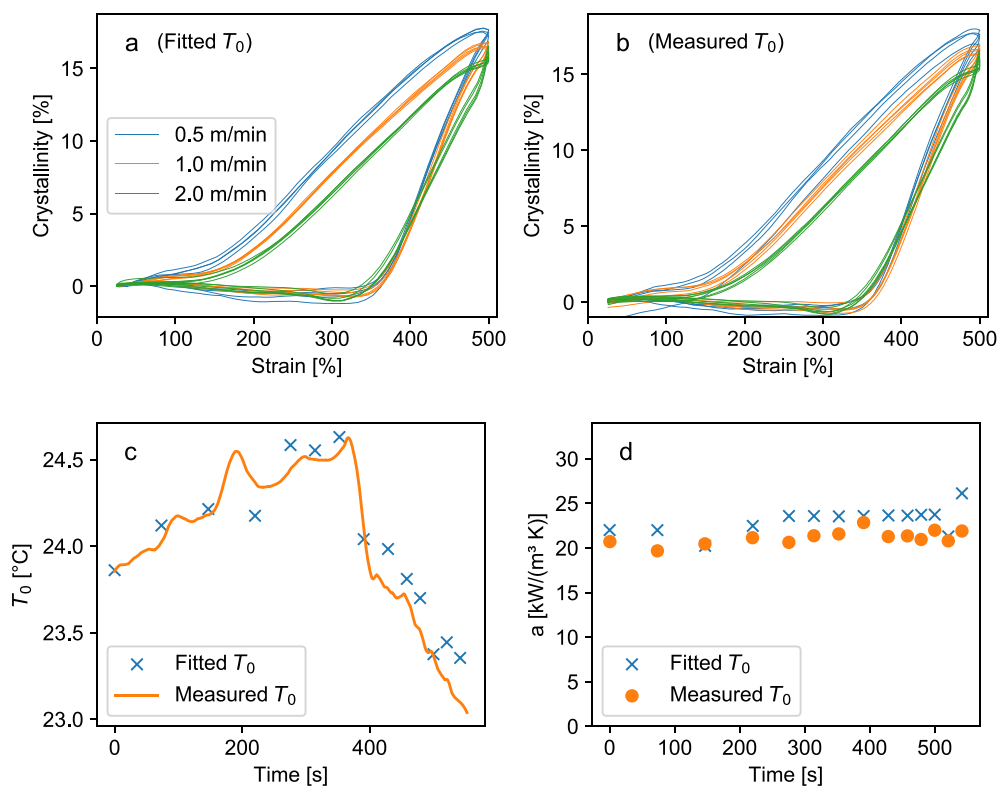 a (Fitted T₀)
Crystallinity [%]
15
10
5
0
0.5 m/min
1.0 m/min
2.0 m/min
0 100 200 300 400 500
Strain [%]
b (Measured T₀)
Crystallinity [%]
15
10
5
0
0 100 200 300 400 500
Strain [%]
c
T₀ [°C]
24.5
24.0
23.5
23.0
Fitted T₀
Measured T₀
0 200 400
Time [s]
d
a [kW/(m³ K)]
30
25
20
15
10
5
0
Fitted T₀
Measured T₀
0 100 200 300 400 500
Time [s]